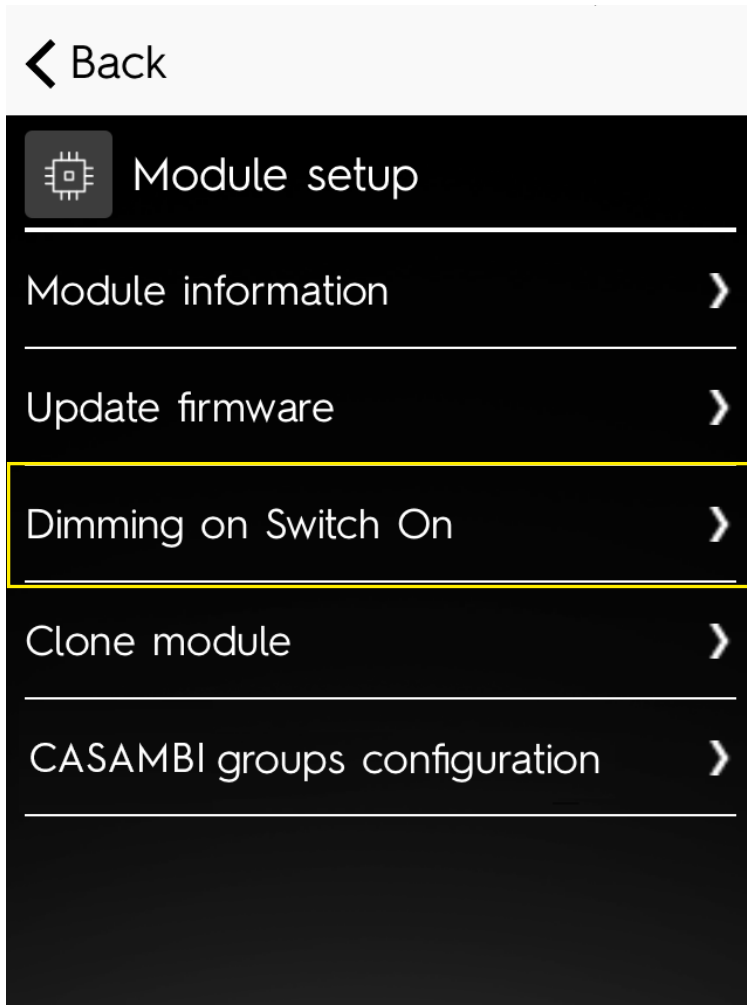 Back
Module setup
Module information
Update firmware
Dimming on Switch On
Clone module
CASAMBI groups configuration